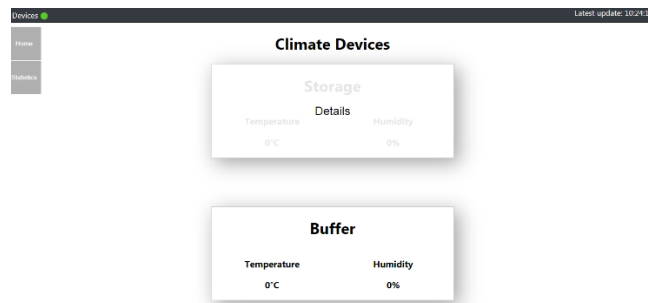 Devices
Latest update: 10:24:1
Home
Statistics
Climate Devices
Storage
Details
Temperature Humidity
0°C 0%
Buffer
Temperature Humidity
0°C 0%